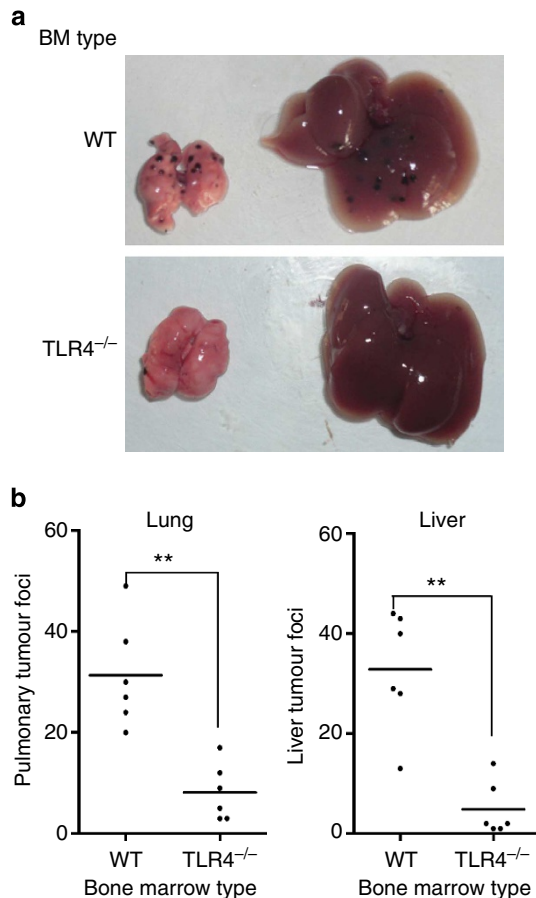 a
BM type
WT
TLR4⁻/⁻
b
Lung
Pulmonary tumour foci
60
40
20
0
**
WT TLR4⁻/⁻
Bone marrow type
Liver
Liver tumour foci
60
40
20
0
**
WT TLR4⁻/⁻
Bone marrow type